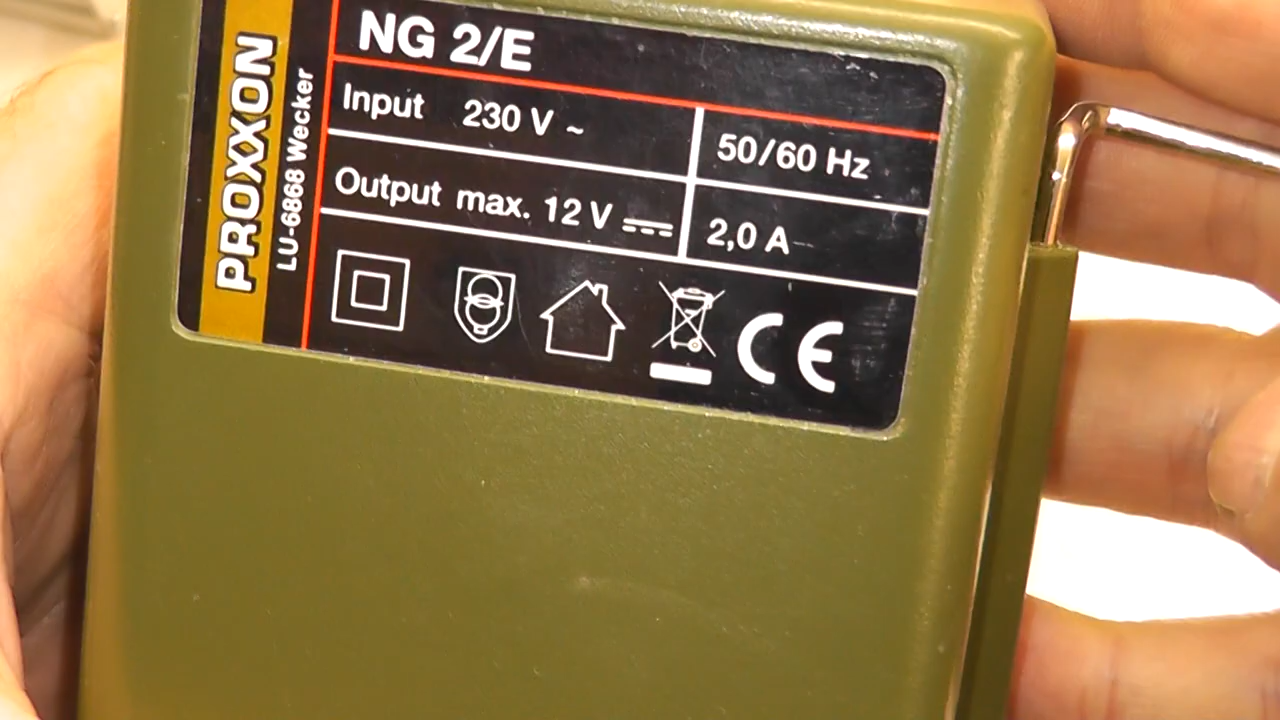 PROXXON
LU-6868 Wecker
NG 2/E
Input 230 V ~
50/60 Hz
Output max. 12 V ⎓
2,0 A
CE